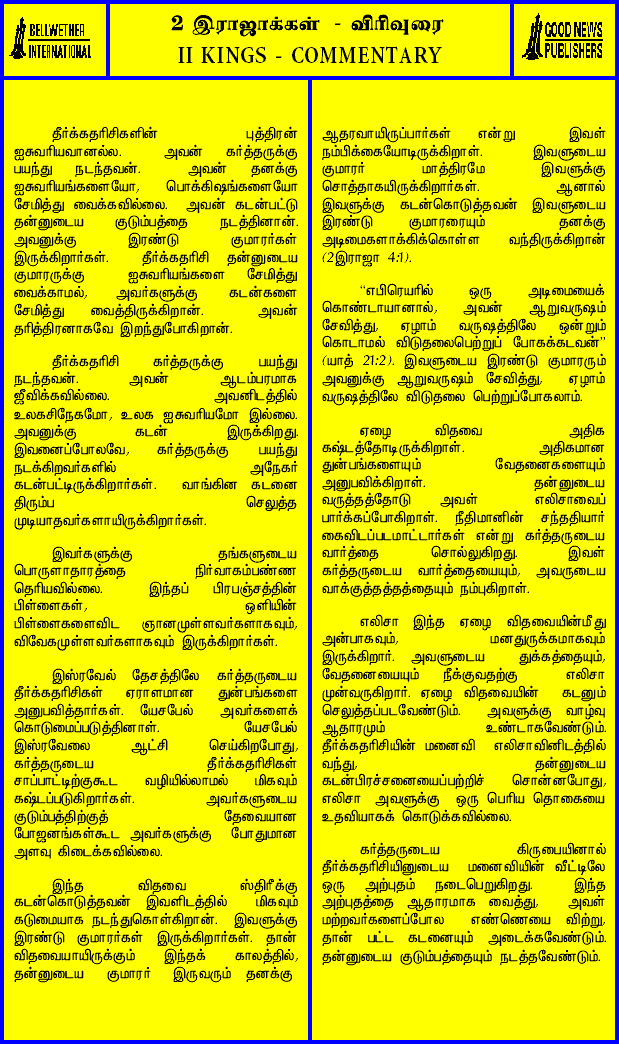 BELLWETHER
INTERNATIONAL
2 இராஜாக்கள் - விரிவுரை
II KINGS - COMMENTARY
GOOD NEWS
PUBLISHERS
தீர்க்கதரிசிகளின் புத்திரன்
ஐசுவரியவானல்ல. அவன் கர்த்தருக்கு
பயந்து நடந்தவன். அவன் தனக்கு
ஐசுவரியங்களையோ, பொக்கிஷங்களையோ
சேமித்து வைக்கவில்லை. அவன் கடன்பட்டு
தன்னுடைய குடும்பத்தை நடத்தினான்.
அவனுக்கு இரண்டு குமாரர்கள்
இருக்கிறார்கள். தீர்க்கதரிசி தன்னுடைய
குமாரருக்கு ஐசுவரியங்களை சேமித்து
வைக்காமல், அவர்களுக்கு கடன்களை
சேமித்து வைத்திருக்கிறான். அவன்
தரித்திரனாகவே இறந்துபோகிறான்.
தீர்க்கதரிசி கர்த்தருக்கு பயந்து
நடந்தவன். அவன் ஆடம்பரமாக
ஜீவிக்கவில்லை. அவனிடத்தில்
உலகசிநேகமோ, உலக ஐசுவரியமோ இல்லை.
அவனுக்கு கடன் இருக்கிறது.
இவனைப்போலவே, கர்த்தருக்கு பயந்து
நடக்கிறவர்களில் அநேகர்
கடன்பட்டிருக்கிறார்கள். வாங்கின கடனை
திரும்ப செலுத்த
முடியாதவர்களாயிருக்கிறார்கள்.
இவர்களுக்கு தங்களுடைய
பொருளாதாரத்தை நிர்வாகம்பண்ண
தெரியவில்லை. இந்தப் பிரபஞ்சத்தின்
பிள்ளைகள், ஒளியின்
பிள்ளைகளைவிட ஞானமுள்ளவர்களாகவும்,
விவேகமுள்ளவர்களாகவும் இருக்கிறார்கள்.
இஸ்ரவேல் தேசத்திலே கர்த்தருடைய
தீர்க்கதரிசிகள் ஏராளமான துன்பங்களை
அனுபவித்தார்கள். யேசபேல் அவர்களைக்
கொடுமைப்படுத்தினாள். யேசபேல்
இஸ்ரவேலை ஆட்சி செய்கிறபோது,
கர்த்தருடைய தீர்க்கதரிசிகள்
சாப்பாட்டிற்குகூட வழியில்லாமல் மிகவும்
கஷ்டப்படுகிறார்கள். அவர்களுடைய
குடும்பத்திற்குத் தேவையான
போஜனங்கள்கூட அவர்களுக்கு போதுமான
அளவு கிடைக்கவில்லை.
இந்த விதவை ஸ்திரீக்கு
கடன்கொடுத்தவன் இவளிடத்தில் மிகவும்
கடுமையாக நடந்துகொள்கிறான். இவளுக்கு
இரண்டு குமாரர்கள் இருக்கிறார்கள். தான்
விதவையாயிருக்கும் இந்தக் காலத்தில்,
தன்னுடைய குமாரர் இருவரும் தனக்கு
ஆதரவாயிருப்பார்கள் என்று இவள்
நம்பிக்கையோடிருக்கிறாள். இவளுடைய
குமாரர் மாத்திரமே இவளுக்கு
சொத்தாகயிருக்கிறார்கள். ஆனால்
இவளுக்கு கடன்கொடுத்தவன் இவளுடைய
இரண்டு குமாரரையும் தனக்கு
அடிமைகளாக்கிக்கொள்ள வந்திருக்கிறான்
(2இராஜா 4:1).
"எபிரெயரில் ஒரு அடிமையைக்
கொண்டாயானால், அவன் ஆறுவருஷம்
சேவித்து, ஏழாம் வருஷத்திலே ஒன்றும்
கொடாமல் விடுதலைபெற்றுப் போகக்கடவன்"
(யாத் 21:2). இவளுடைய இரண்டு குமாரரும்
அவனுக்கு ஆறுவருஷம் சேவித்து, ஏழாம்
வருஷத்திலே விடுதலை பெற்றுப்போகலாம்.
ஏழை விதவை அதிக
கஷ்டத்தோடிருக்கிறாள். அதிகமான
துன்பங்களையும் வேதனைகளையும்
அனுபவிக்கிறாள். தன்னுடைய
வருத்தத்தோடு அவள் எலிசாவைப்
பார்க்கப்போகிறாள். நீதிமானின் சந்ததியார்
கைவிடப்படமாட்டார்கள் என்று கர்த்தருடைய
வார்த்தை சொல்லுகிறது. இவள்
கர்த்தருடைய வார்த்தையையும், அவருடைய
வாக்குத்தத்தத்தையும் நம்புகிறாள்.
எலிசா இந்த ஏழை விதவையின்மீது
அன்பாகவும், மனதுருக்கமாகவும்
இருக்கிறார். அவளுடைய துக்கத்தையும்,
வேதனையையும் நீக்குவதற்கு எலிசா
முன்வருகிறார். ஏழை விதவையின் கடனும்
செலுத்தப்படவேண்டும். அவளுக்கு வாழ்வு
ஆதாரமும் உண்டாகவேண்டும்.
தீர்க்கதரிசியின் மனைவி எலிசாவினிடத்தில்
வந்து, தன்னுடைய
கடன்பிரச்சனையைப்பற்றிச் சொன்னபோது,
எலிசா அவளுக்கு ஒரு பெரிய தொகையை
உதவியாகக் கொடுக்கவில்லை.
கர்த்தருடைய கிருபையினால்
தீர்க்கதரிசியினுடைய மனைவியின் வீட்டிலே
ஒரு அற்புதம் நடைபெறுகிறது. இந்த
அற்புதத்தை ஆதாரமாக வைத்து, அவள்
மற்றவர்களைப்போல எண்ணெயை விற்று,
தான் பட்ட கடனையும் அடைக்கவேண்டும்.
தன்னுடைய குடும்பத்தையும் நடத்தவேண்டும்.